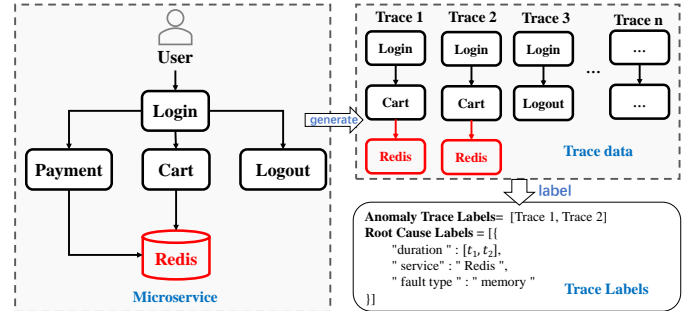 User
Login
Payment
Cart
Logout
Redis
Microservice
generate
Trace 1 Trace 2 Trace 3 Trace n
Login Login Login ...
...
Cart Cart Logout ...
Redis Redis
Trace data
label
Anomaly Trace Labels= [Trace 1, Trace 2]
Root Cause Labels = [{
"duration " : [t₁, t₂],
" service" : " Redis ",
" fault type " : " memory "
}]
Trace Labels